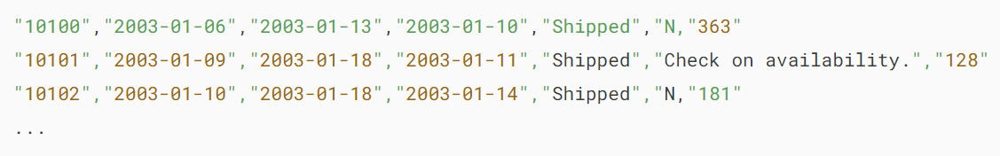 "10100","2003-01-06","2003-01-13","2003-01-10","Shipped","N,"363"
"10101","2003-01-09","2003-01-18","2003-01-11","Shipped","Check on availability.","128"
"10102","2003-01-10","2003-01-18","2003-01-14","Shipped","N,"181"
...